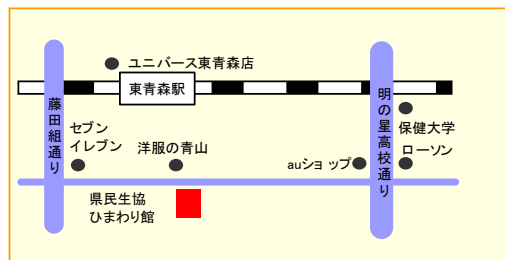 ユニバース東青森店
東青森駅
藤田組通り
明の星高校通り
保健大学
セブン
イレブン
洋服の青山
auショップ
ローソン
県民生協
ひまわり館